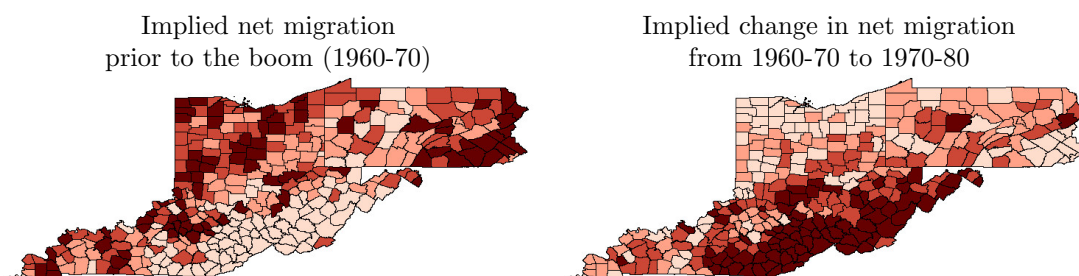 Implied net migration
prior to the boom (1960-70)
Implied change in net migration
from 1960-70 to 1970-80